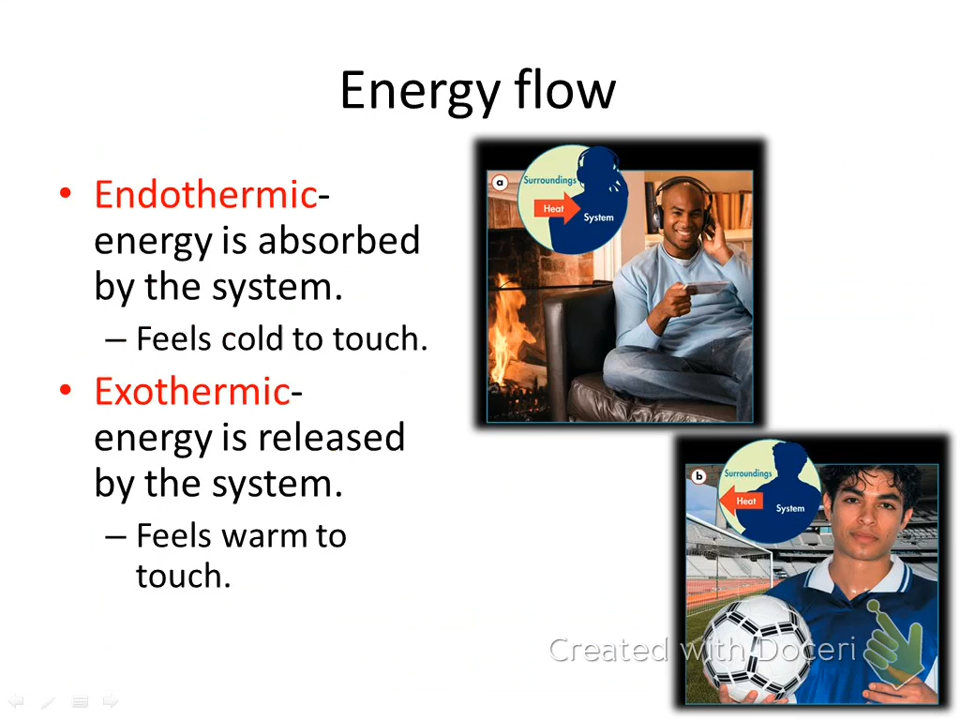 Energy flow
• Endothermic-
energy is absorbed
by the system.
– Feels cold to touch.
• Exothermic-
energy is released
by the system.
– Feels warm to
touch.
a
Surroundings
Heat
System
b
Surroundings
Heat
System
Created with Doceri